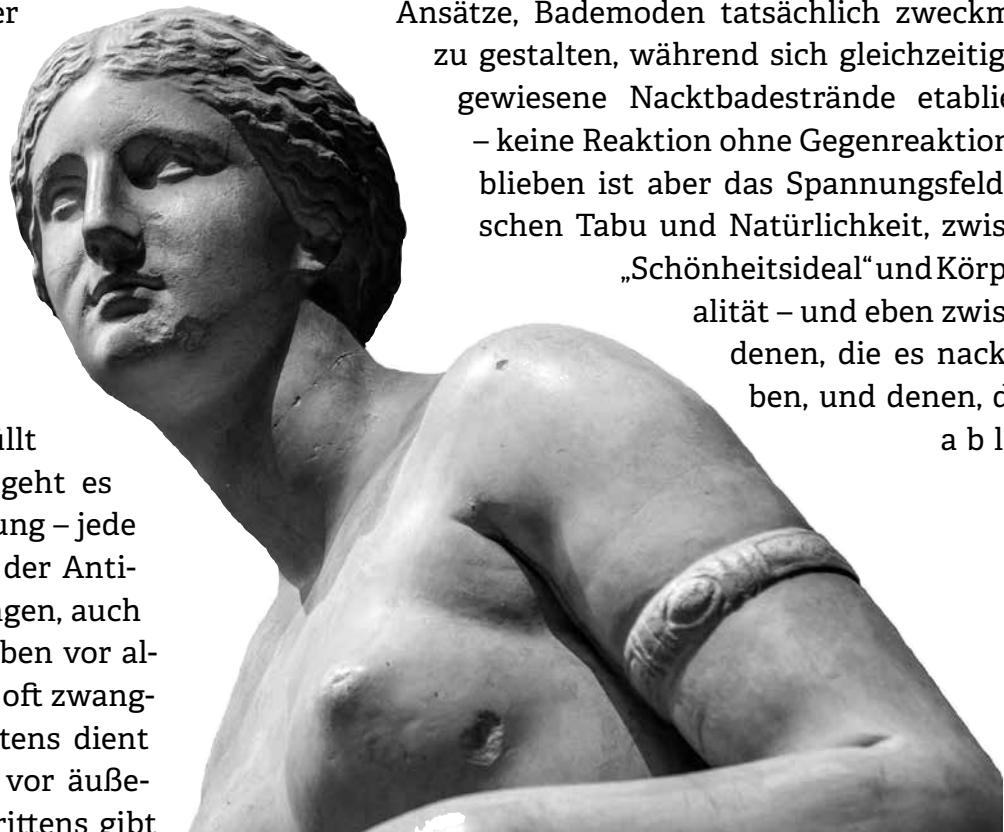 er
llt
geht es
ung – jede
der Anti-
ngen, auch
ben vor al-
oft zwang-
tens dient
vor äuße-
rittens gibt
Ansätze, Bademoden tatsächlich zweckm
zu gestalten, während sich gleichzeitig
gewiesene Nacktbadestrände etablie
– keine Reaktion ohne Gegenreaktion
blieben ist aber das Spannungsfeld
schen Tabu und Natürlichkeit, zwis
„Schönheitsideal“ und Körp
alität – und eben zwis
denen, die es nack
ben, und denen, d
a b l